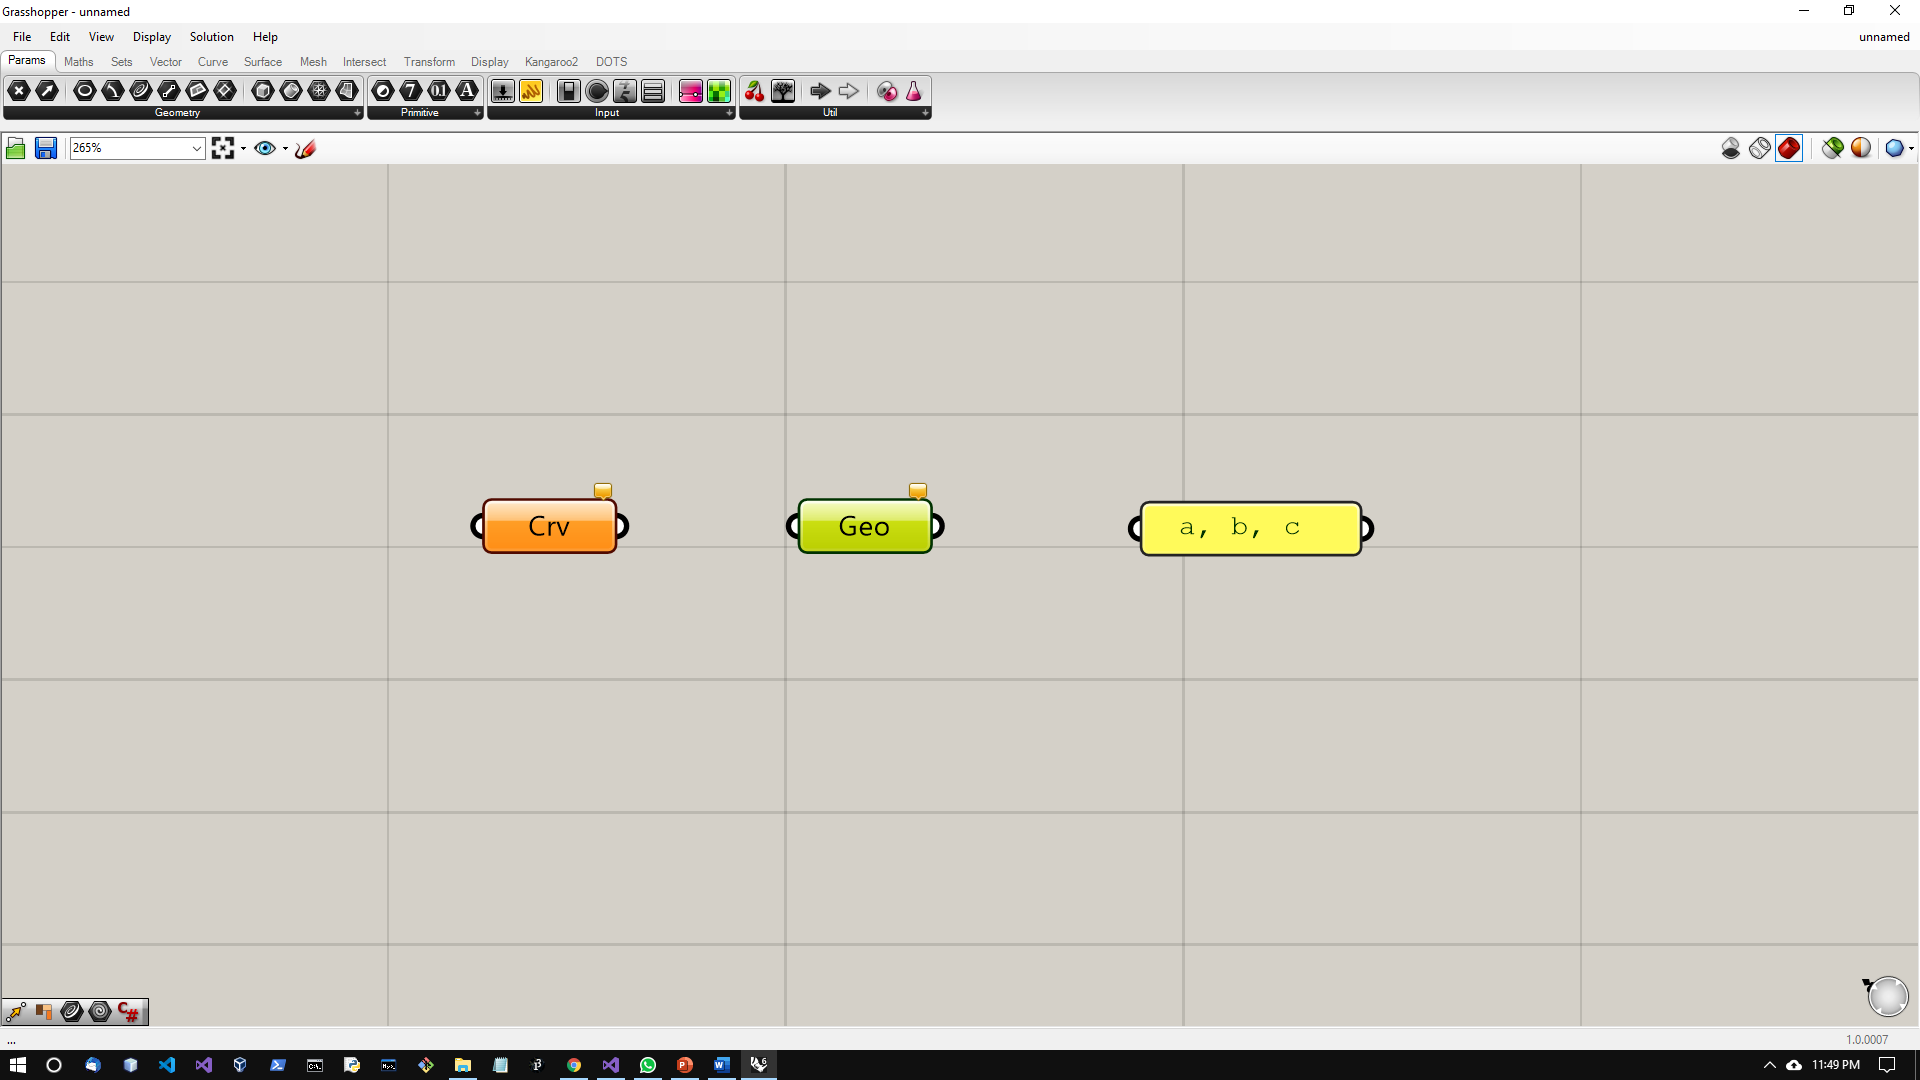 Grasshopper - unnamed
File Edit View Display Solution Help unnamed
Params Maths Sets Vector Curve Surface Mesh Intersect Transform Display Kangaroo2 DOTS
Geometry Primitive Input Util
265%
Crv Geo a, b, c
C#
...
1.0.0007
11:49 PM